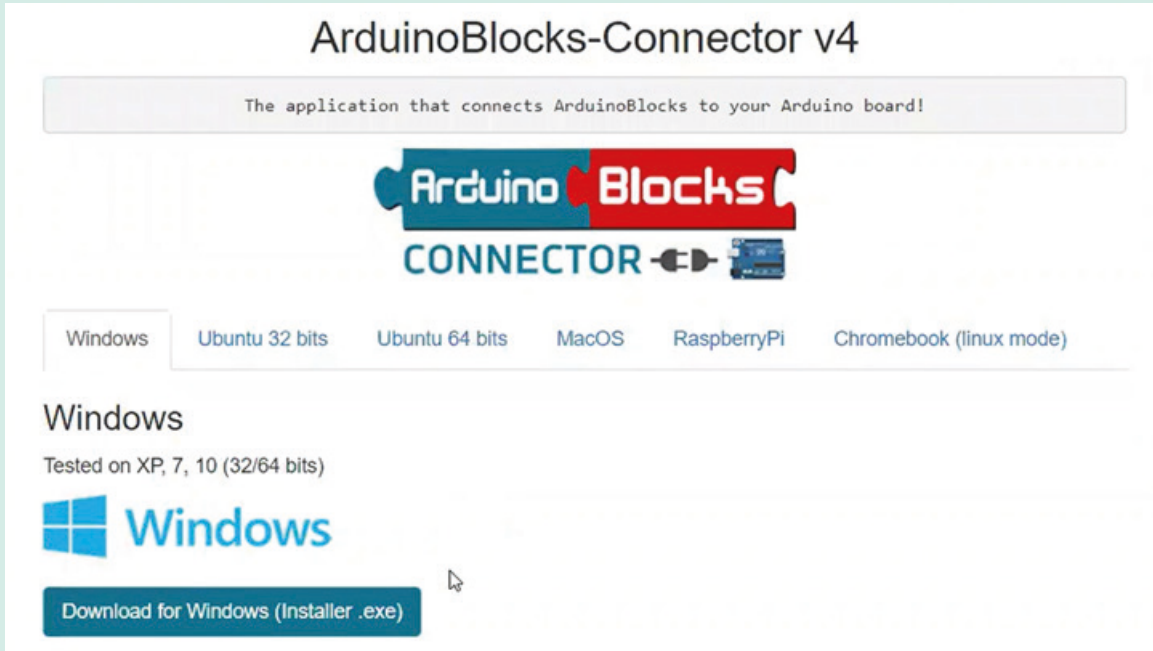 ArduinoBlocks-Connector v4
The application that connects ArduinoBlocks to your Arduino board!
Arduino Blocks
CONNECTOR
Windows Ubuntu 32 bits Ubuntu 64 bits MacOS RaspberryPi Chromebook (linux mode)
Windows
Tested on XP, 7, 10 (32/64 bits)
Windows
Download for Windows (Installer .exe)